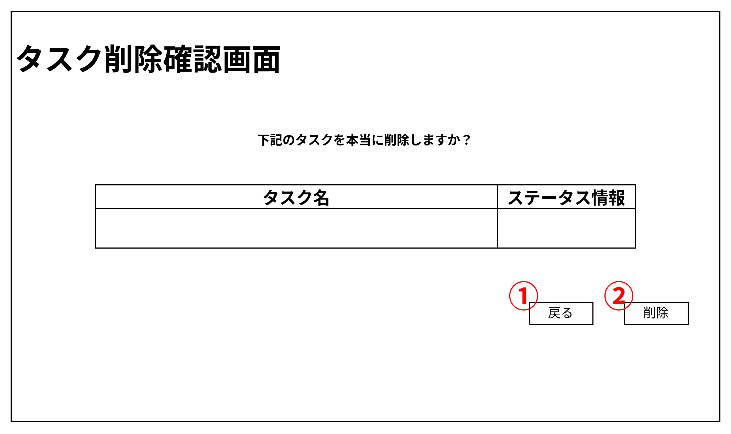 タスク削除確認画面
下記のタスクを本当に削除しますか？
タスク名 ステータス情報
① ②
戻る 削除